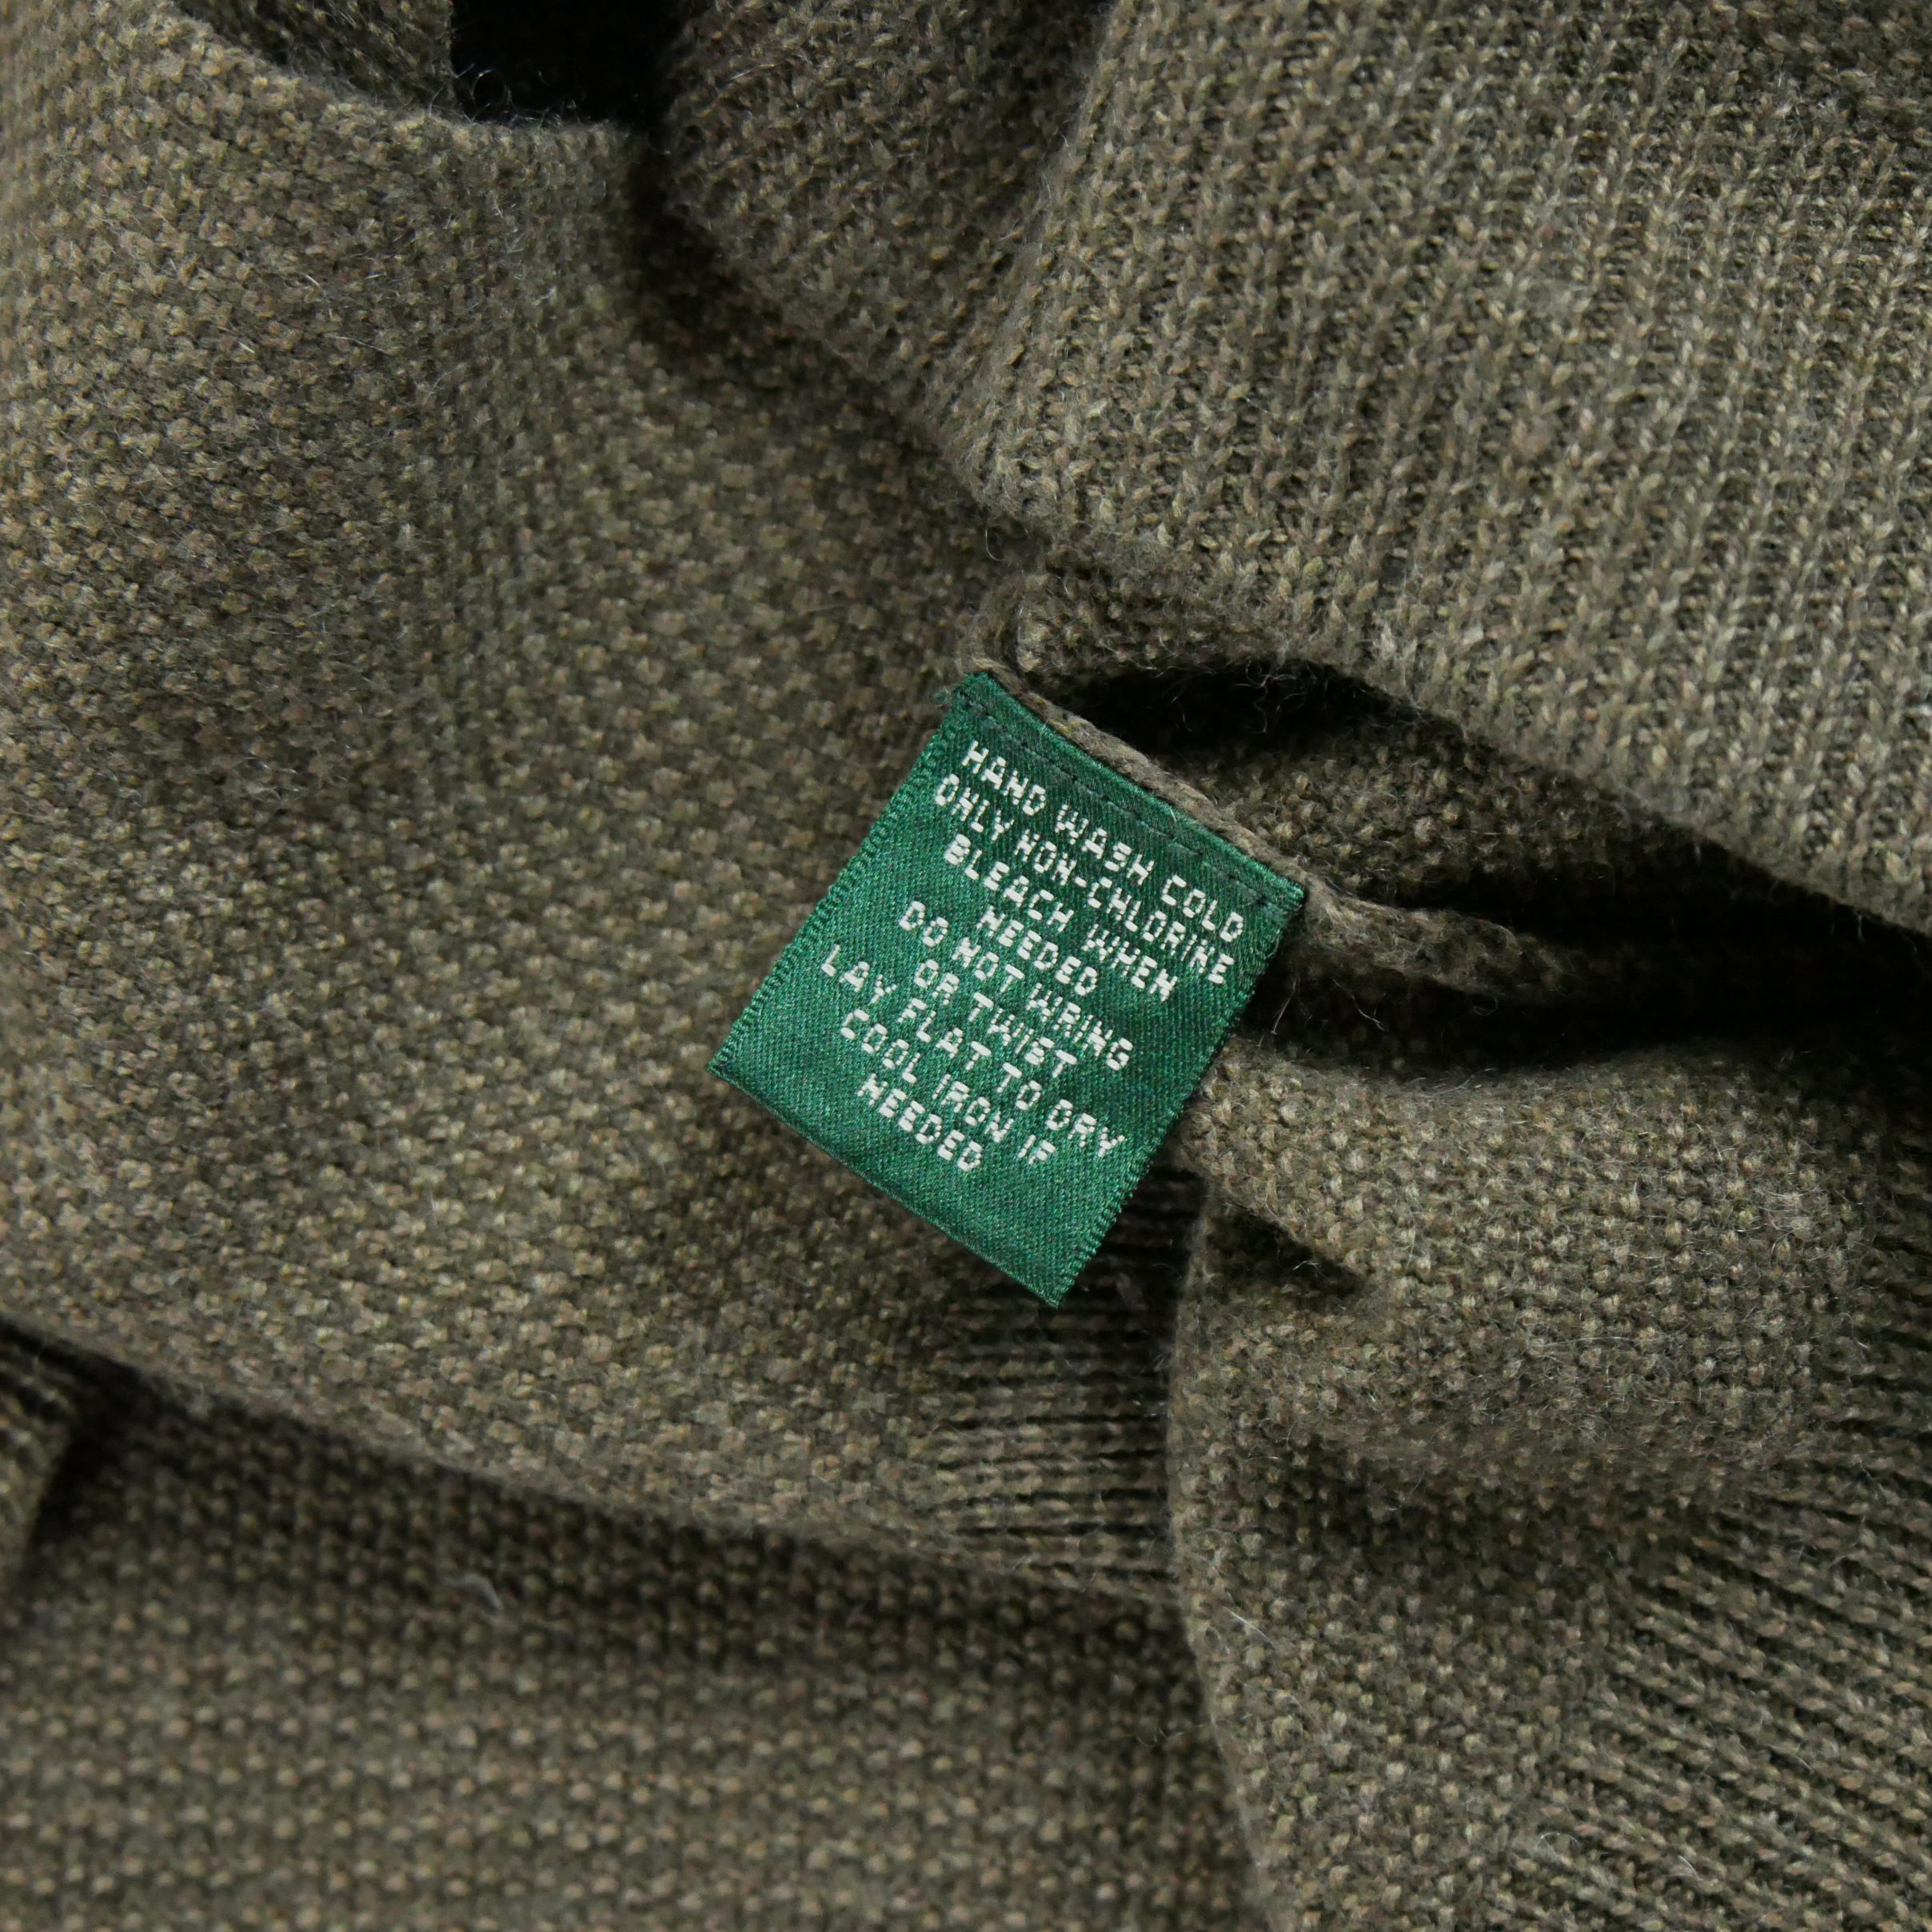 HAND WASH COLD
ONLY NON-CHLORINE
BLEACH WHEN
NEEDED
DO NOT WRING
OR TWIST
LAY FLAT TO DRY
COOL IRON IF
NEEDED